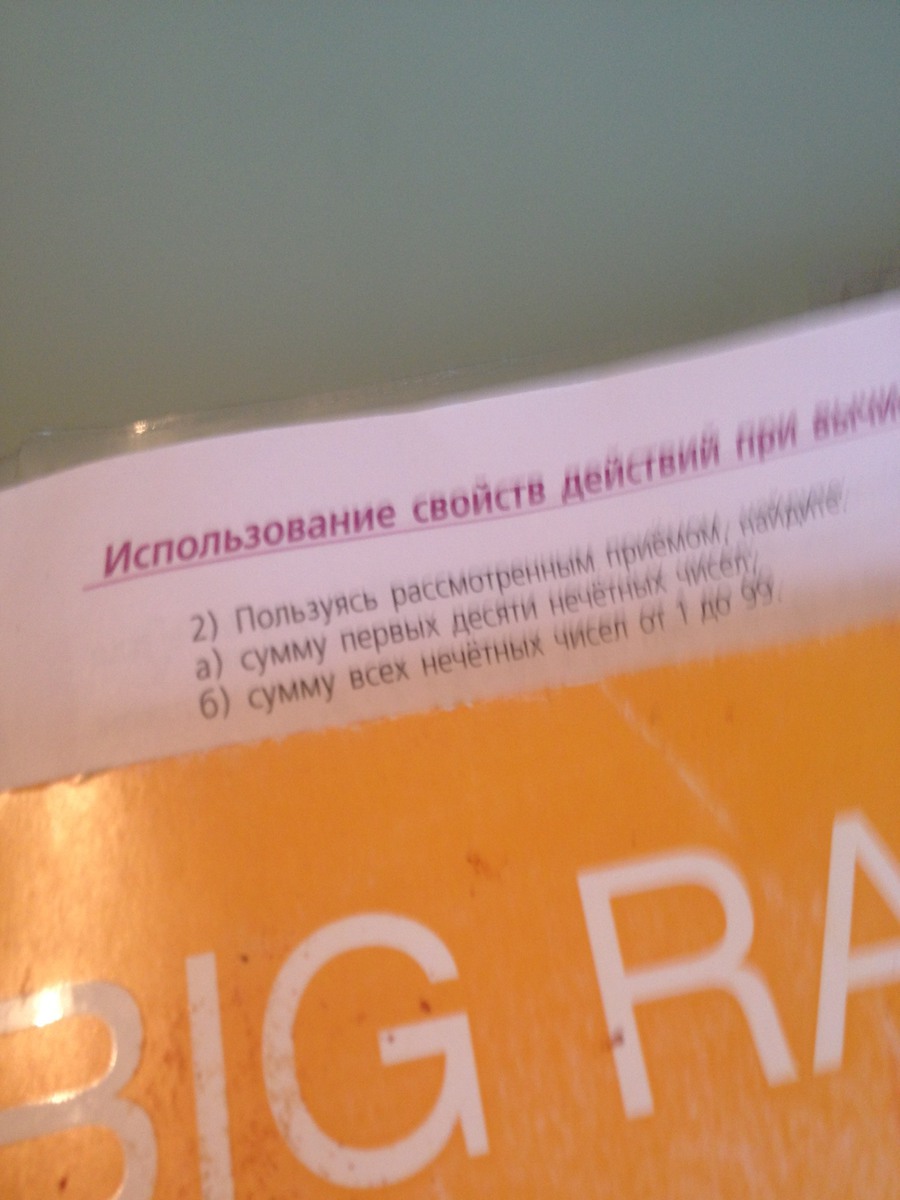 Использование свойств действий при
2) Пользуясь рассмотренным приёмом, найдите:
а) сумму первых десяти нечётных чисел;
б) сумму всех нечётных чисел от 1 до 99.
BIG